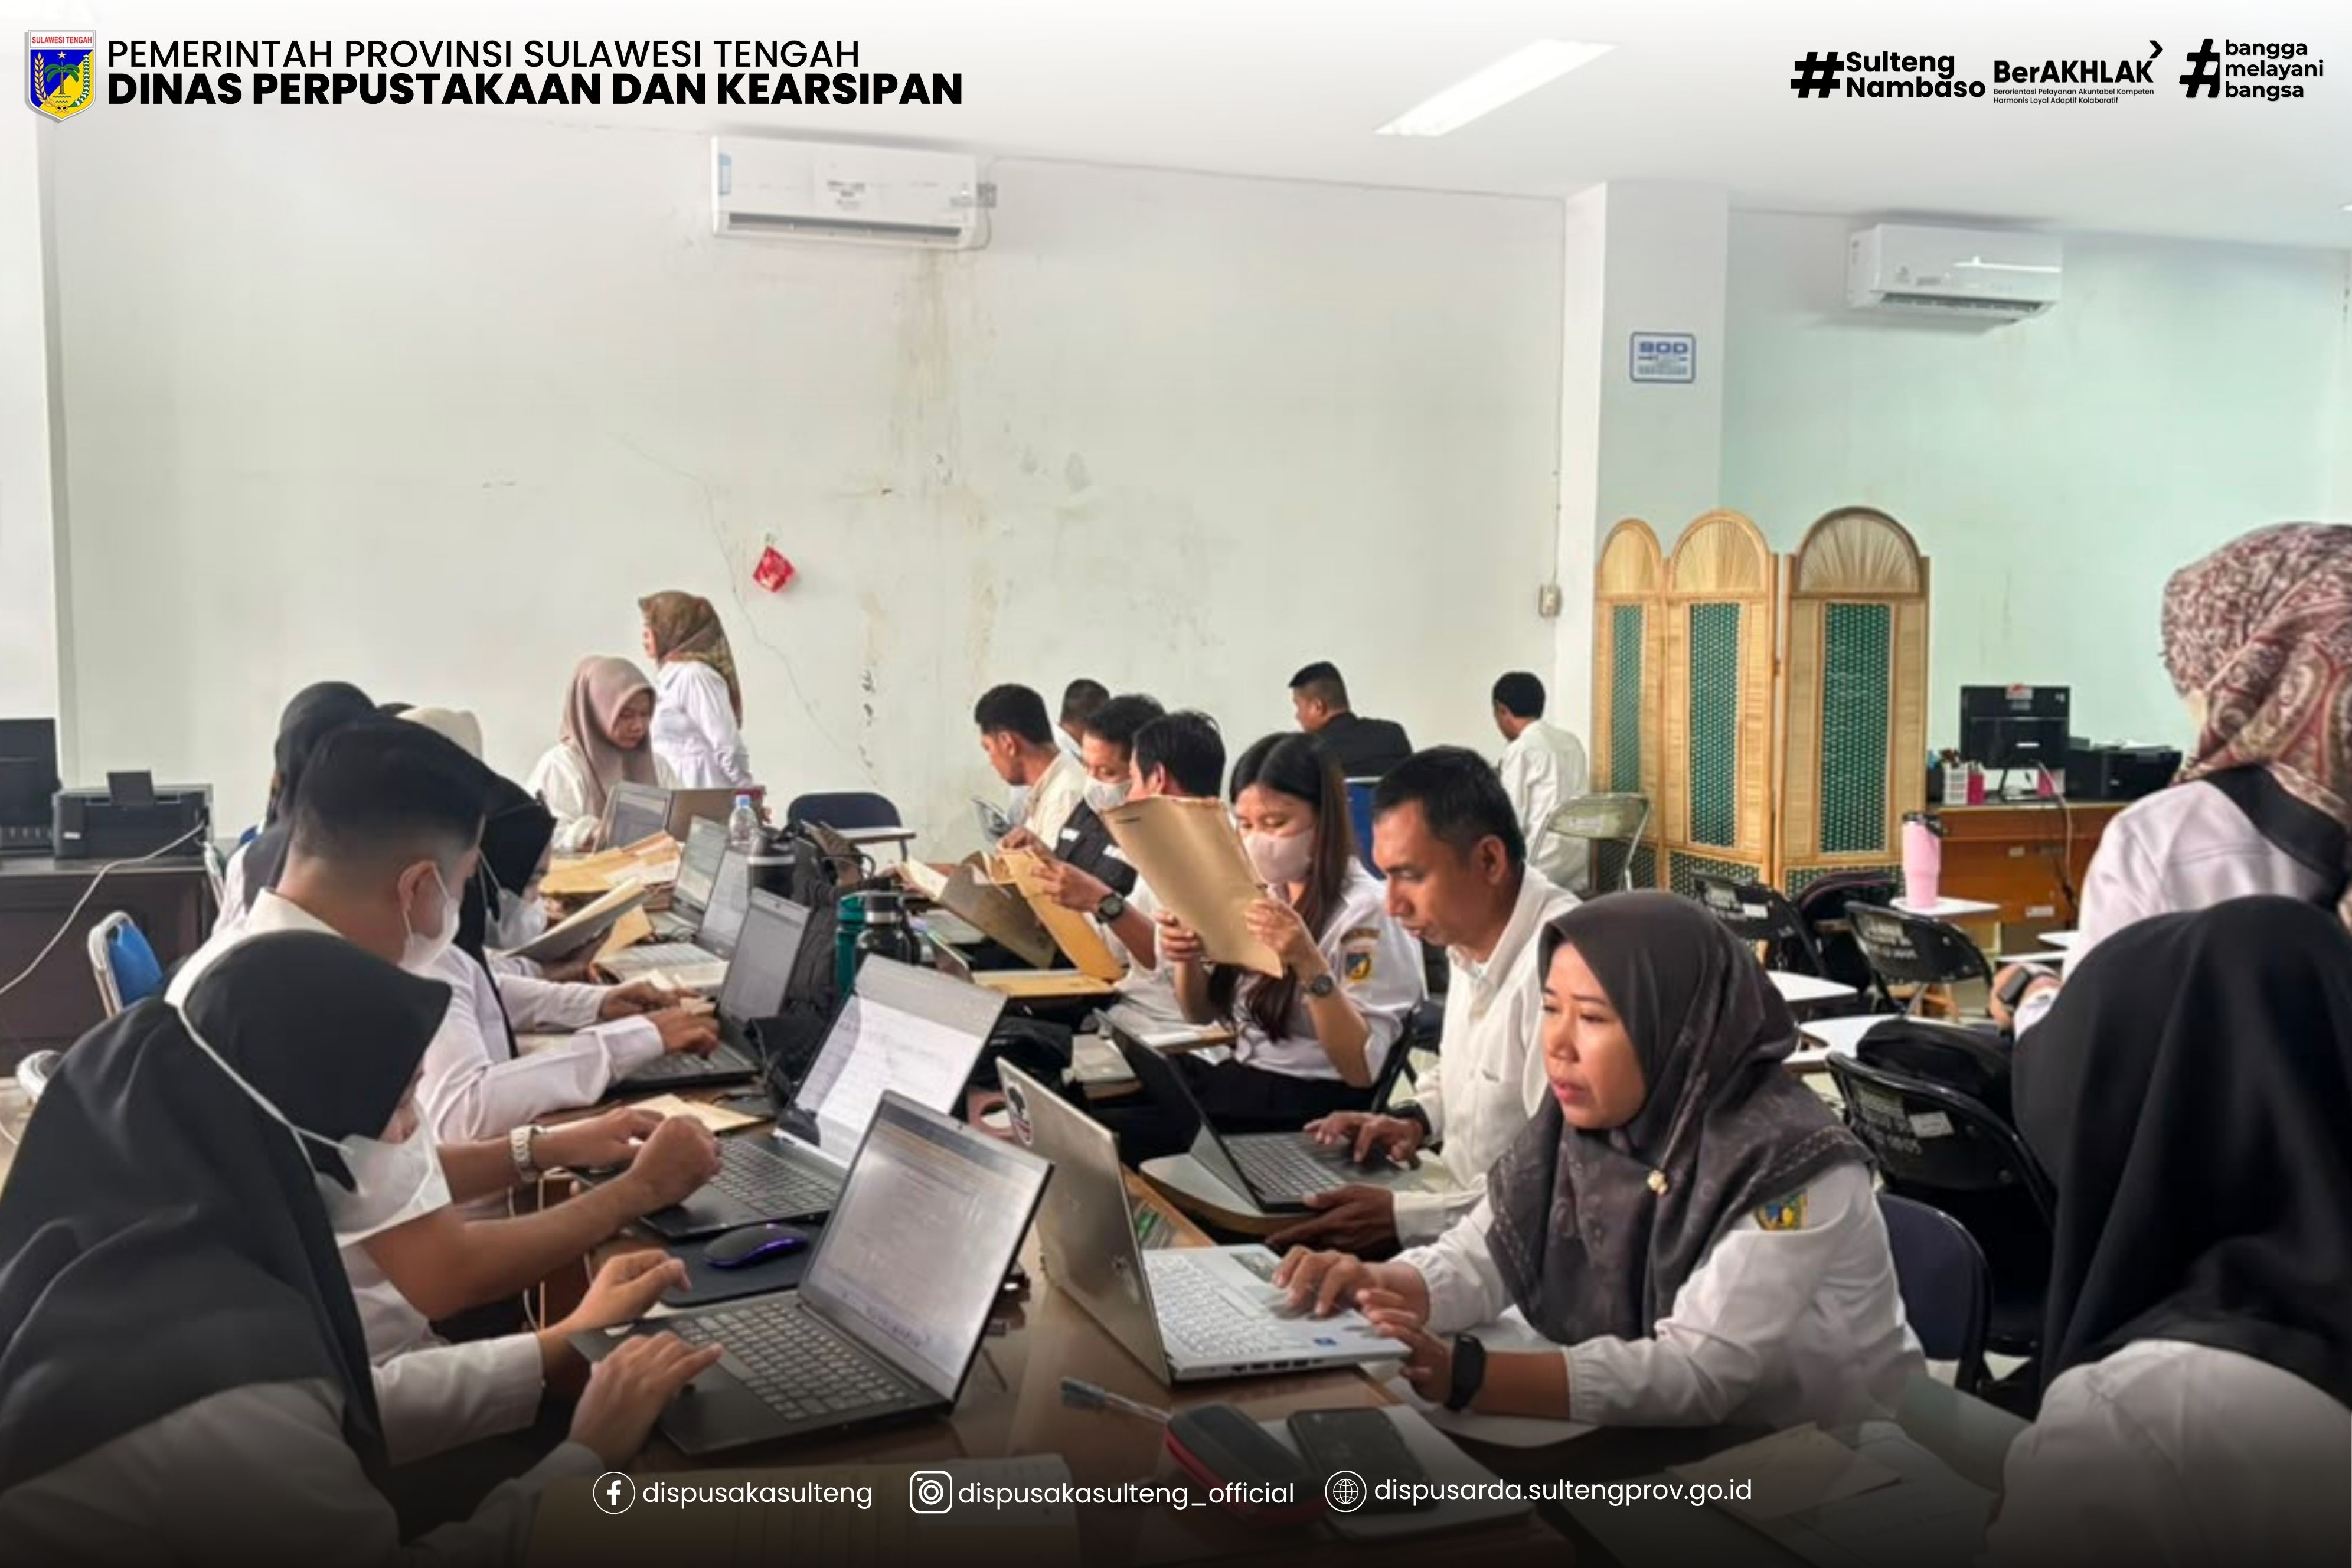 SULAWESI TENGAH
PEMERINTAH PROVINSI SULAWESI TENGAH
DINAS PERPUSTAKAAN DAN KEARSIPAN
#Sulteng
Nambaso
BerAKHLAK
Berorientasi Pelayanan Akuntabel Kompeten
Harmonis Loyal Adaptif Kolaboratif
#bangga
melayani
bangsa
dispusakasulteng
dispusakasulteng_official
dispusarda.sultengprov.go.id